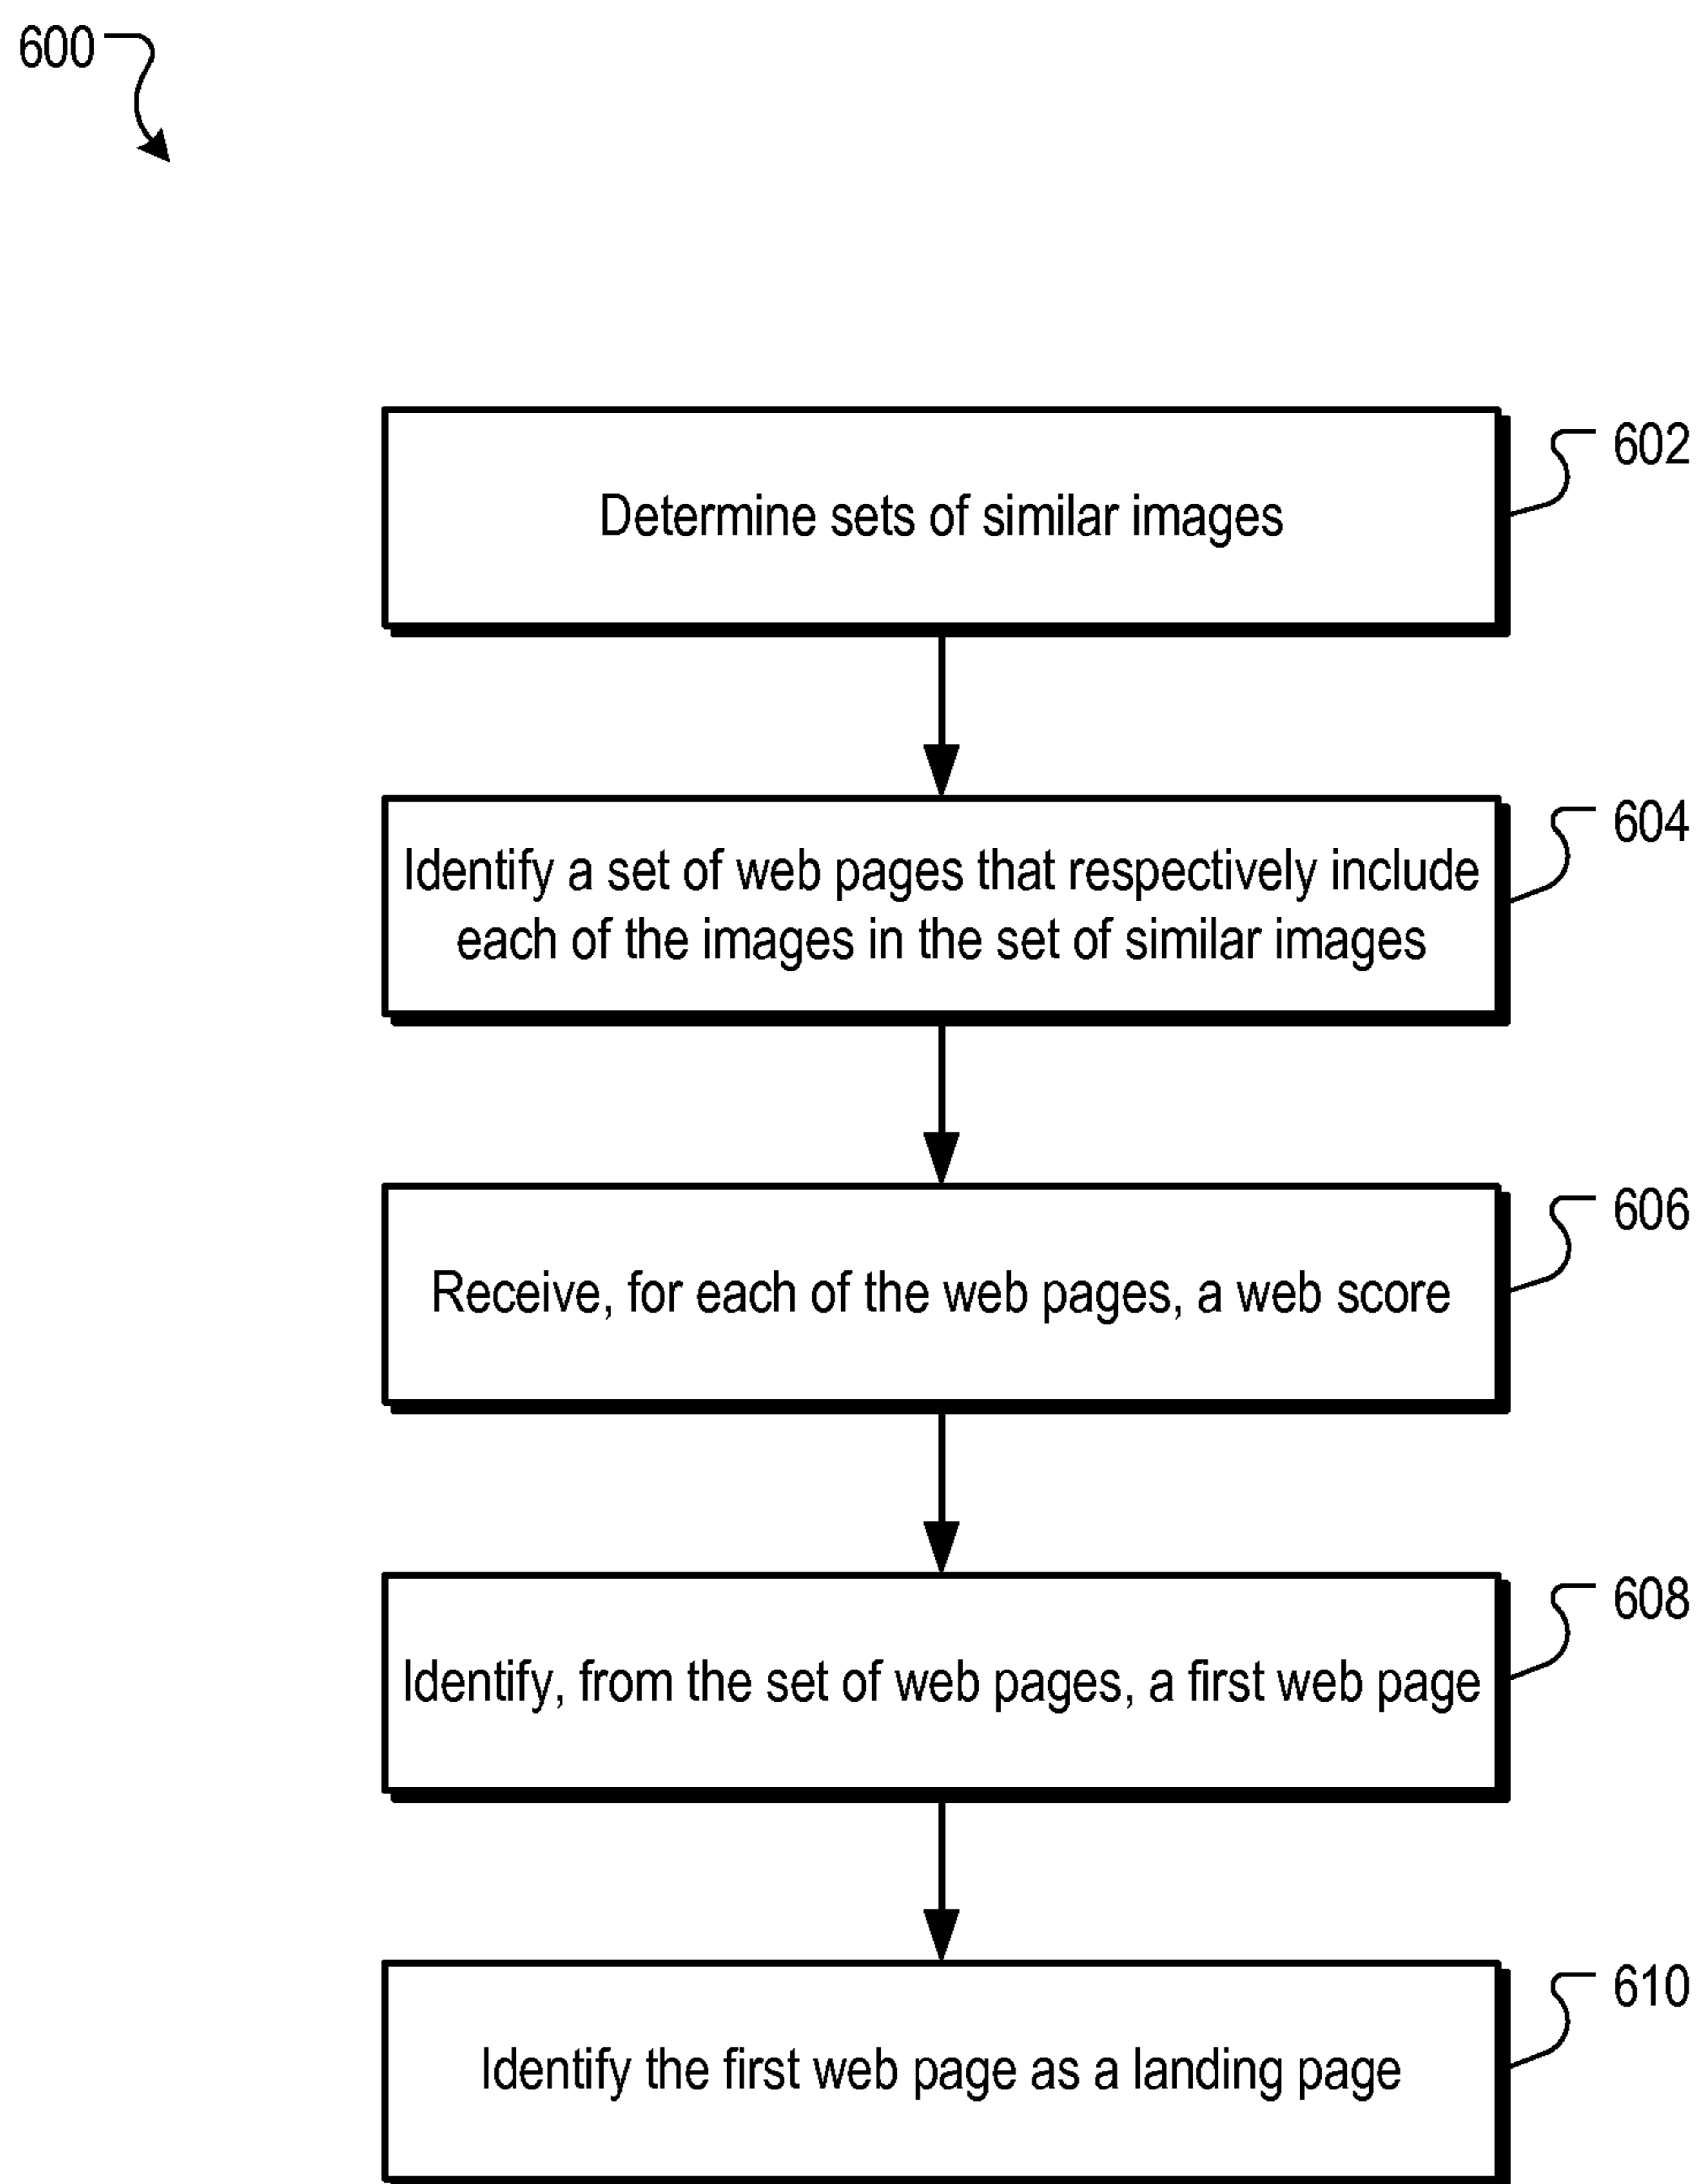 600
Determine sets of similar images
602
Identify a set of web pages that respectively include
each of the images in the set of similar images
604
Receive, for each of the web pages, a web score
606
Identify, from the set of web pages, a first web page
608
Identify the first web page as a landing page
610